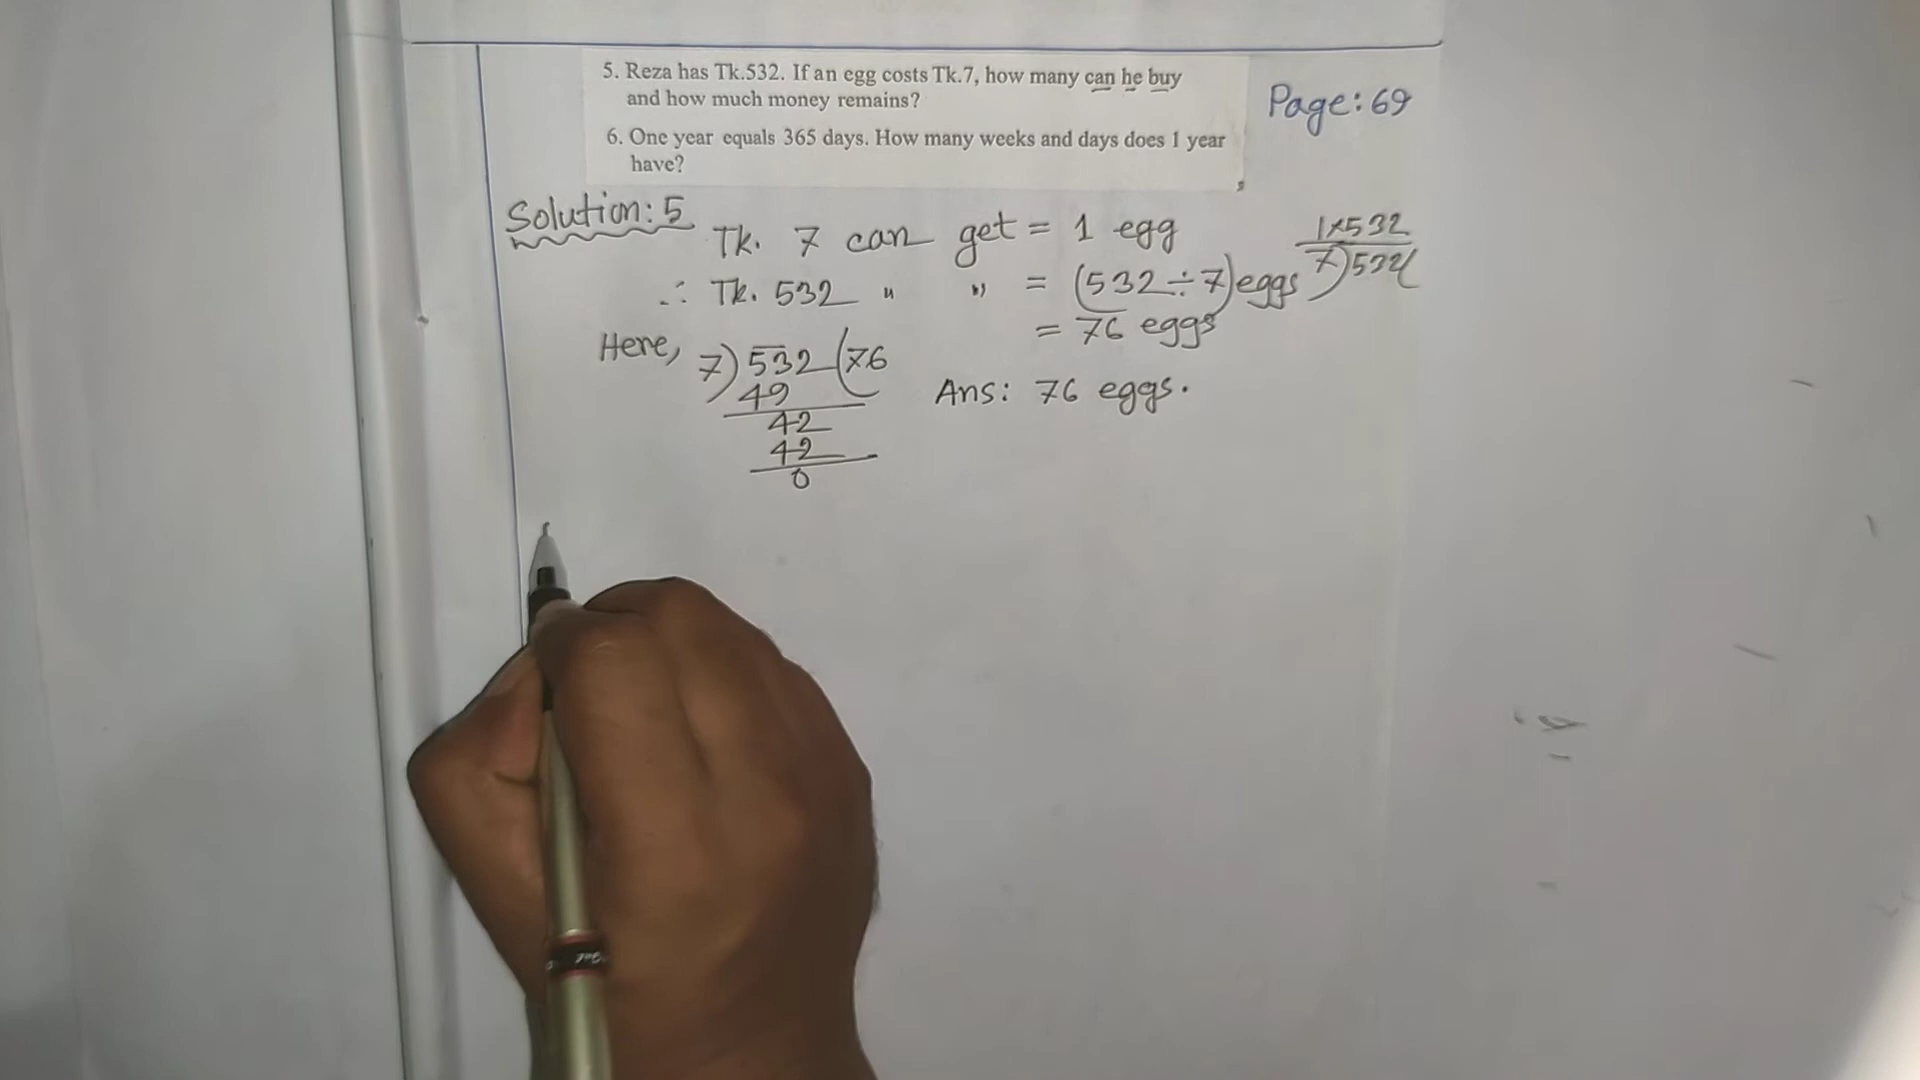 5. Reza has Tk.532. If an egg costs Tk.7, how many can he buy
and how much money remains?
Page: 69
6. One year equals 365 days. How many weeks and days does 1 year
have?
Solution: 5
Tk. 7 can get = 1 egg
1×532
7)532(
∴ Tk. 532 " " = (532÷7)eggs
= 76 eggs
Here, 7) 532 (76
49
42
42
0
Ans: 76 eggs.